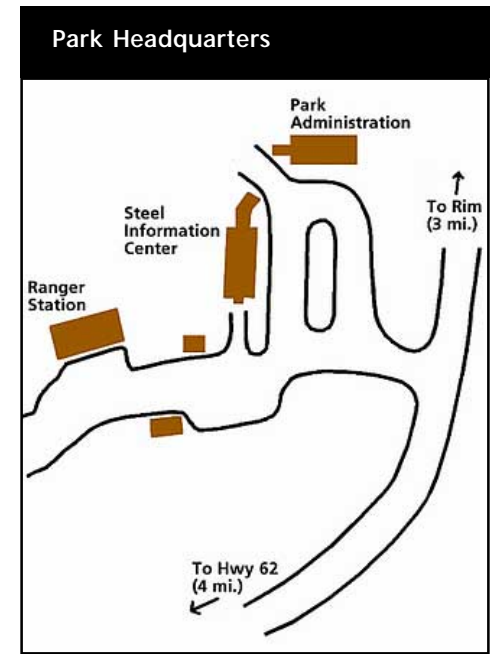 Park Headquarters
Park
Administration
To Rim
(3 mi.)
Steel
Information
Center
Ranger
Station
To Hwy 62
(4 mi.)